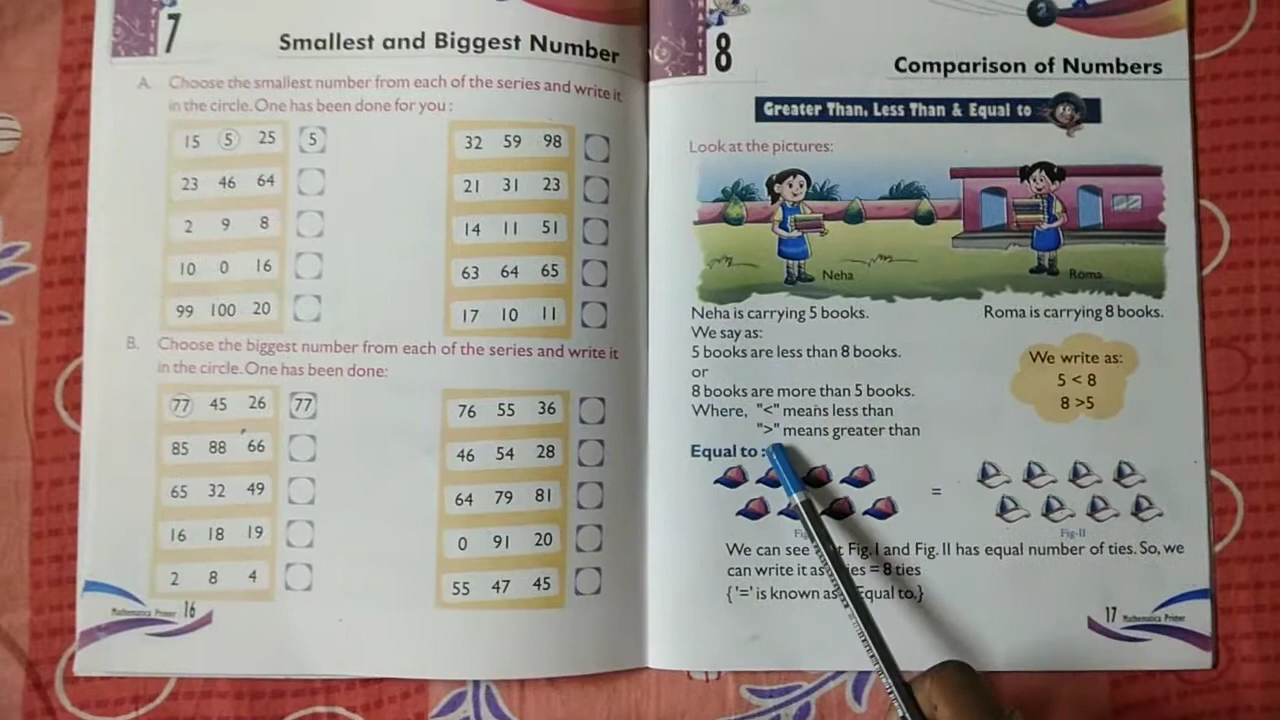 7
Smallest and Biggest Number
A. Choose the smallest number from each of the series and write it
in the circle. One has been done for you :
15 5 25 5
23 46 64
2 9 8
10 0 16
99 100 20
32 59 98
21 31 23
14 11 51
63 64 65
17 10 11
B. Choose the biggest number from each of the series and write it
in the circle. One has been done:
77 45 26 77
85 88 66
65 32 49
16 18 19
2 8 4
76 55 36
46 54 28
64 79 81
0 91 20
55 47 45
Mathematica Primer 16
8
2
Comparison of Numbers
Greater Than, Less Than & Equal to
Look at the pictures:
Neha
Roma
Neha is carrying 5 books.
Roma is carrying 8 books.
We say as:
5 books are less than 8 books.
or
8 books are more than 5 books.
Where, "<" means less than
">" means greater than
We write as:
5 < 8
8 >5
Equal to :
=
Fig-II
We can see Fig. I and Fig. II has equal number of ties. So, we
can write it as = 8 ties
{ '=' is known as Equal to.}
17 Mathematica Primer